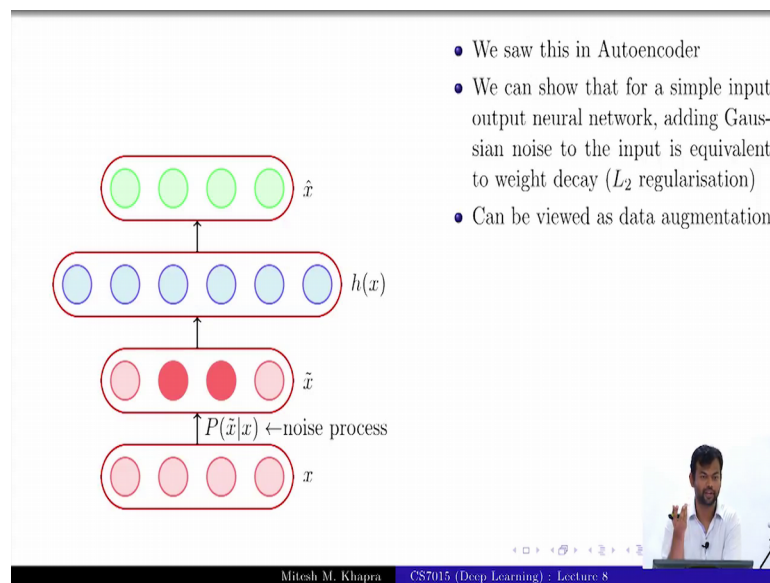 We saw this in Autoencoder
We can show that for a simple input
output neural network, adding Gaus-
sian noise to the input is equivalent
to weight decay (L₂ regularisation)
Can be viewed as data augmentation
x̂
h(x)
x̃
P(x̃|x) ←noise process
x
Mitesh M. Khapra CS7015 (Deep Learning) : Lecture 8